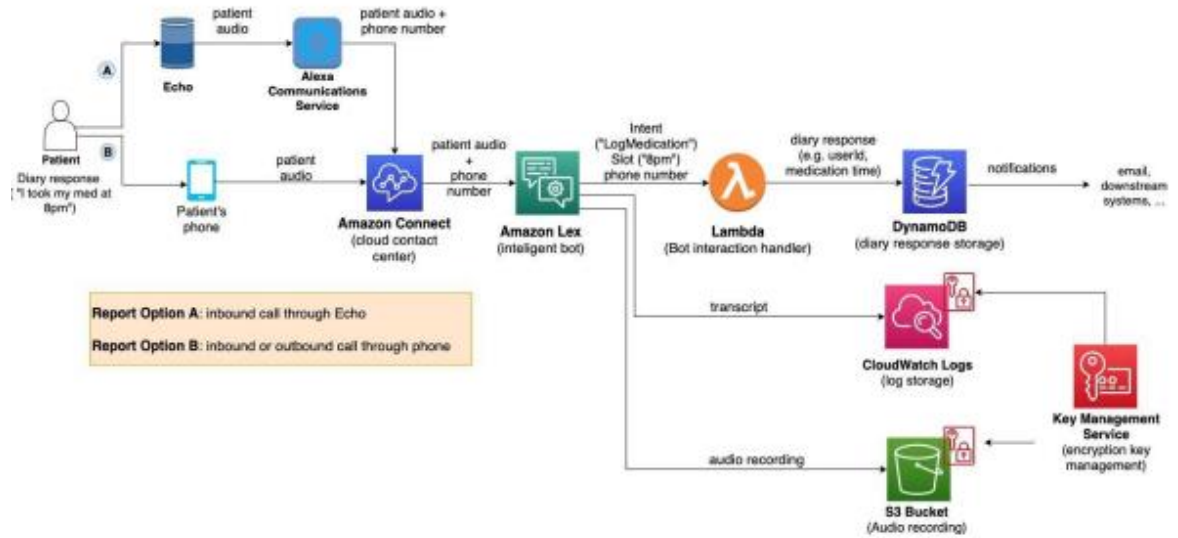 patient
audio
patient audio +
phone number
A
Echo
Alexa
Communications
Service
B
Patient
Diary response
"I took my med at
8pm")
Patient's
phone
patient
audio
Amazon Connect
(cloud contact
center)
patient audio
+
phone
number
Amazon Lex
(inteligent bot)
Intent
("LogMedication")
Slot ("8pm")
phone number
Lambda
(Bot interaction handler)
diary response
(e.g. userId,
medication time)
DynamoDB
(diary response storage)
notifications
email,
downstream
systems, ...
Report Option A: inbound call through Echo
Report Option B: inbound or outbound call through phone
transcript
CloudWatch Logs
(log storage)
Key Management
Service
(encryption key
management)
audio recording
S3 Bucket
(Audio recording)